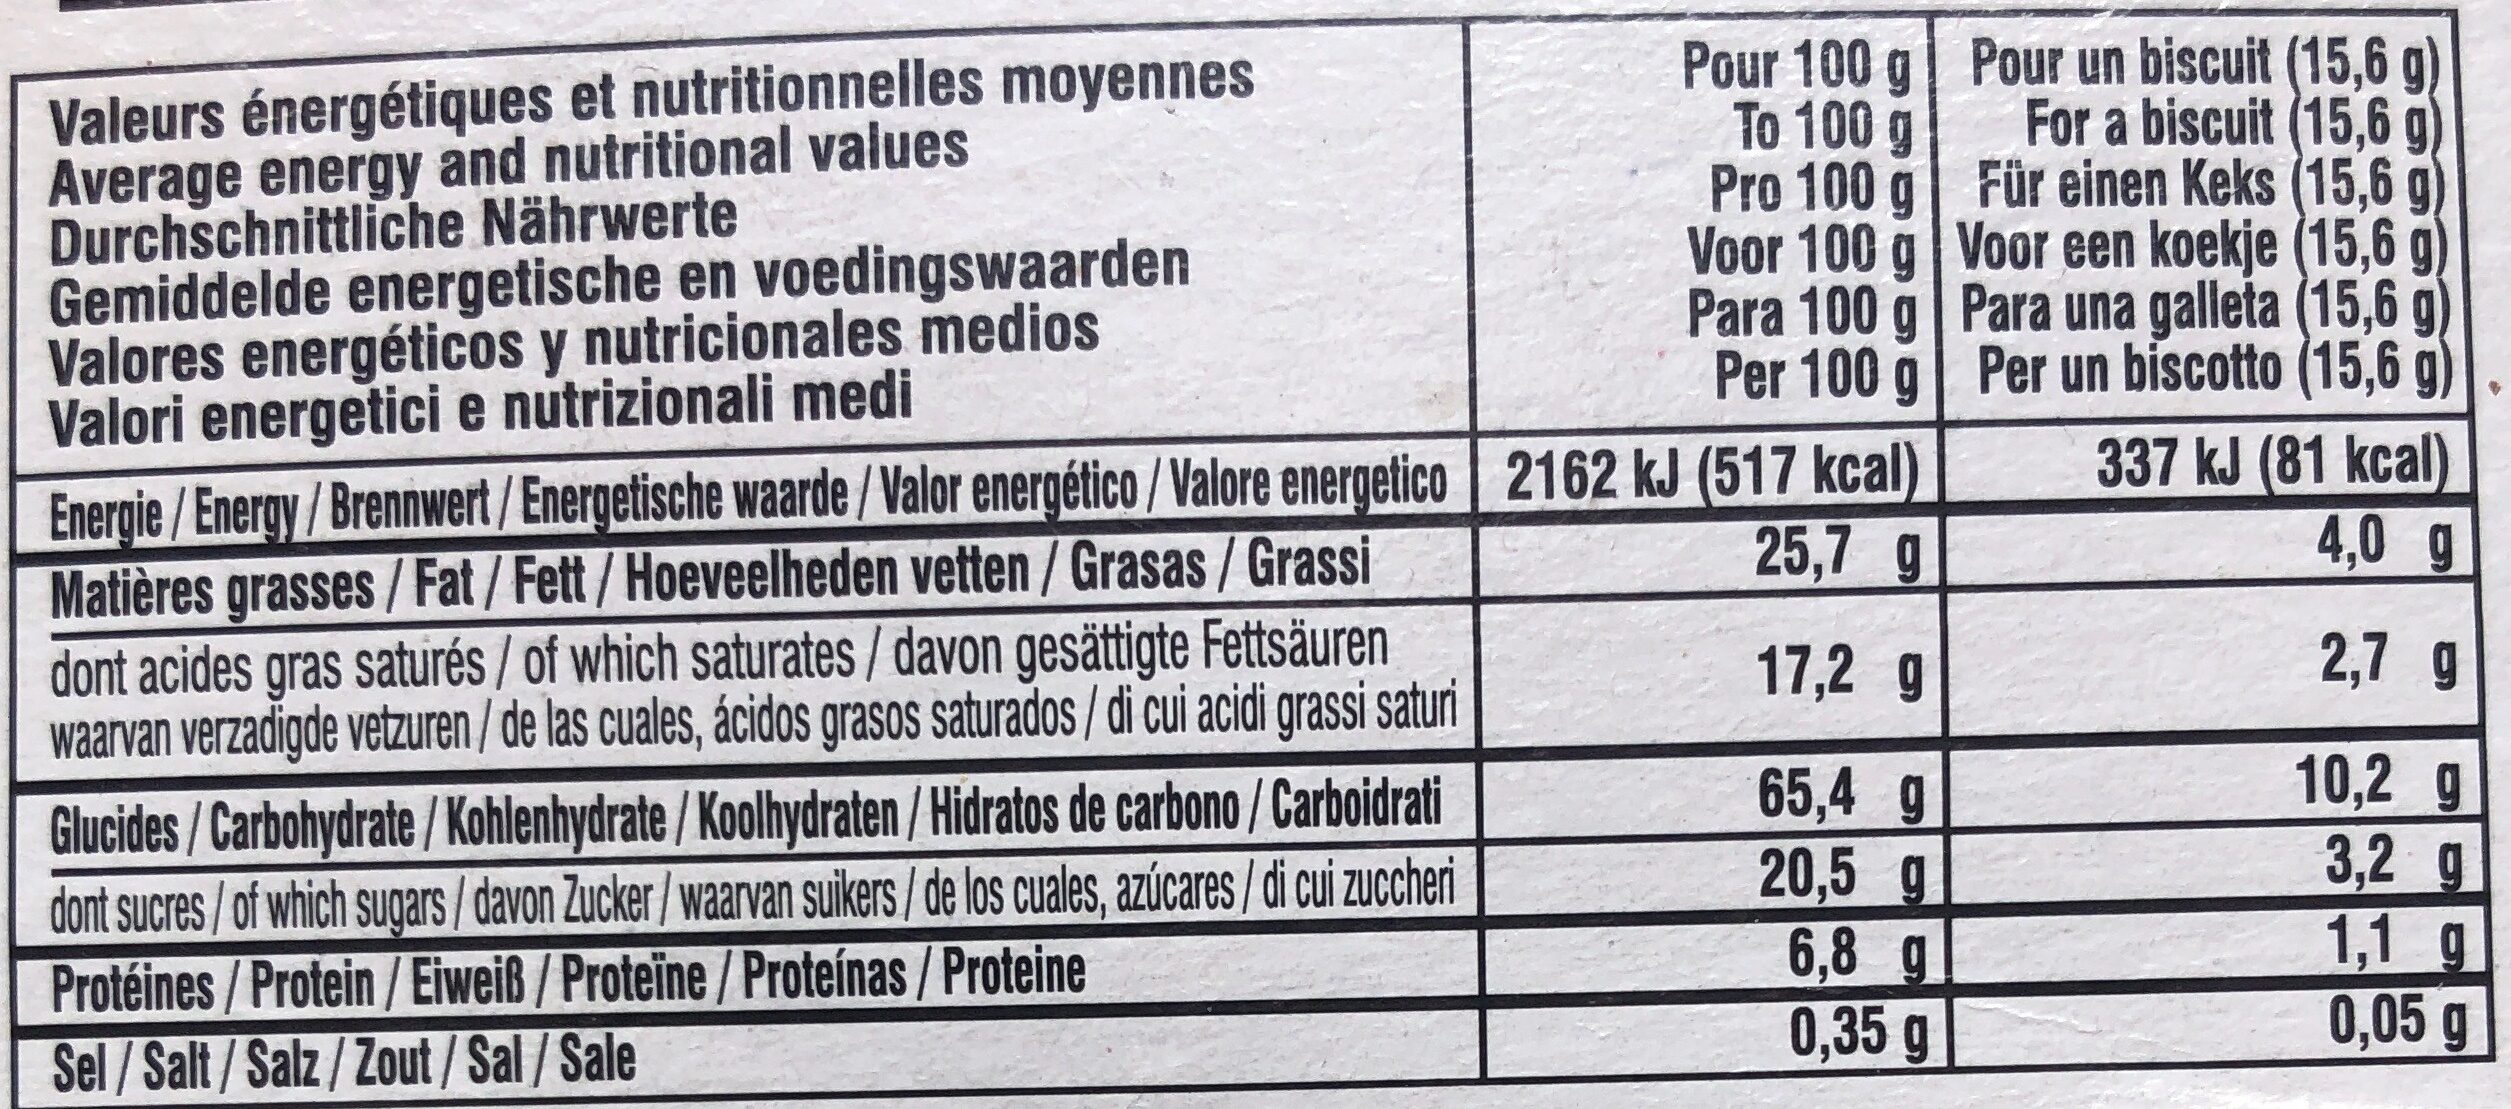 Valeurs énergétiques et nutritionnelles moyennes
Average energy and nutritional values
Durchschnittliche Nährwerte
Gemiddelde energetische en voedingswaarden
Valores energéticos y nutricionales medios
Valori energetici e nutrizionali medi
Pour 100 g
To 100 g
Pro 100 g
Voor 100 g
Para 100 g
Per 100 g
Pour un biscuit (15,6 g)
For a biscuit (15,6 g)
Für einen Keks (15,6 g)
Voor een koekje (15,6 g)
Para una galleta (15,6 g)
Per un biscotto (15,6 g)
Energie / Energy / Brennwert / Energetische waarde / Valor energético / Valore energetico 2162 kJ (517 kcal) 337 kJ (81 kcal)
Matières grasses / Fat / Fett / Hoeveelheden vetten / Grasas / Grassi 25,7 g 4,0 g
dont acides gras saturés / of which saturates / davon gesättigte Fettsäuren
waarvan verzadigde vetzuren / de las cuales, ácidos grasos saturados / di cui acidi grassi saturi 17,2 g 2,7 g
Glucides / Carbohydrate / Kohlenhydrate / Koolhydraten / Hidratos de carbono / Carboidrati 65,4 g 10,2 g
dont sucres / of which sugars / davon Zucker / waarvan suikers / de los cuales, azúcares / di cui zuccheri 20,5 g 3,2 g
Protéines / Protein / Eiweiß / Proteïne / Proteínas / Proteine 6,8 g 1,1 g
Sel / Salt / Salz / Zout / Sal / Sale 0,35 g 0,05 g